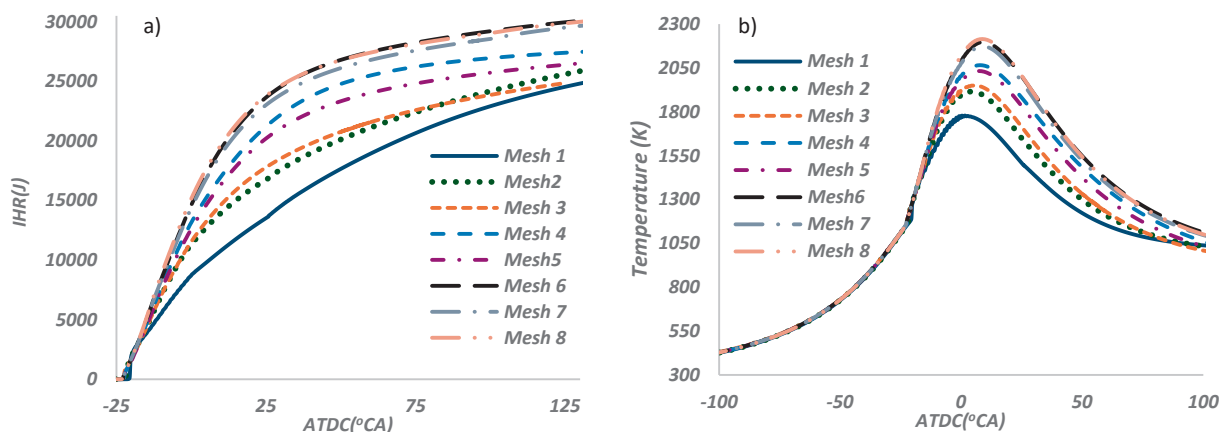 a)
30000
25000
20000
15000
10000
5000
0
IHR(J)
-25
25
75
125
ATDC(°CA)
Mesh 1
Mesh2
Mesh 3
Mesh 4
Mesh5
Mesh 6
Mesh 7
Mesh 8
b)
2300
2050
1800
1550
1300
1050
800
550
300
Temperature (K)
-100
-50
0
50
100
ATDC(°CA)
Mesh 1
Mesh 2
Mesh 3
Mesh 4
Mesh 5
Mesh6
Mesh 7
Mesh 8